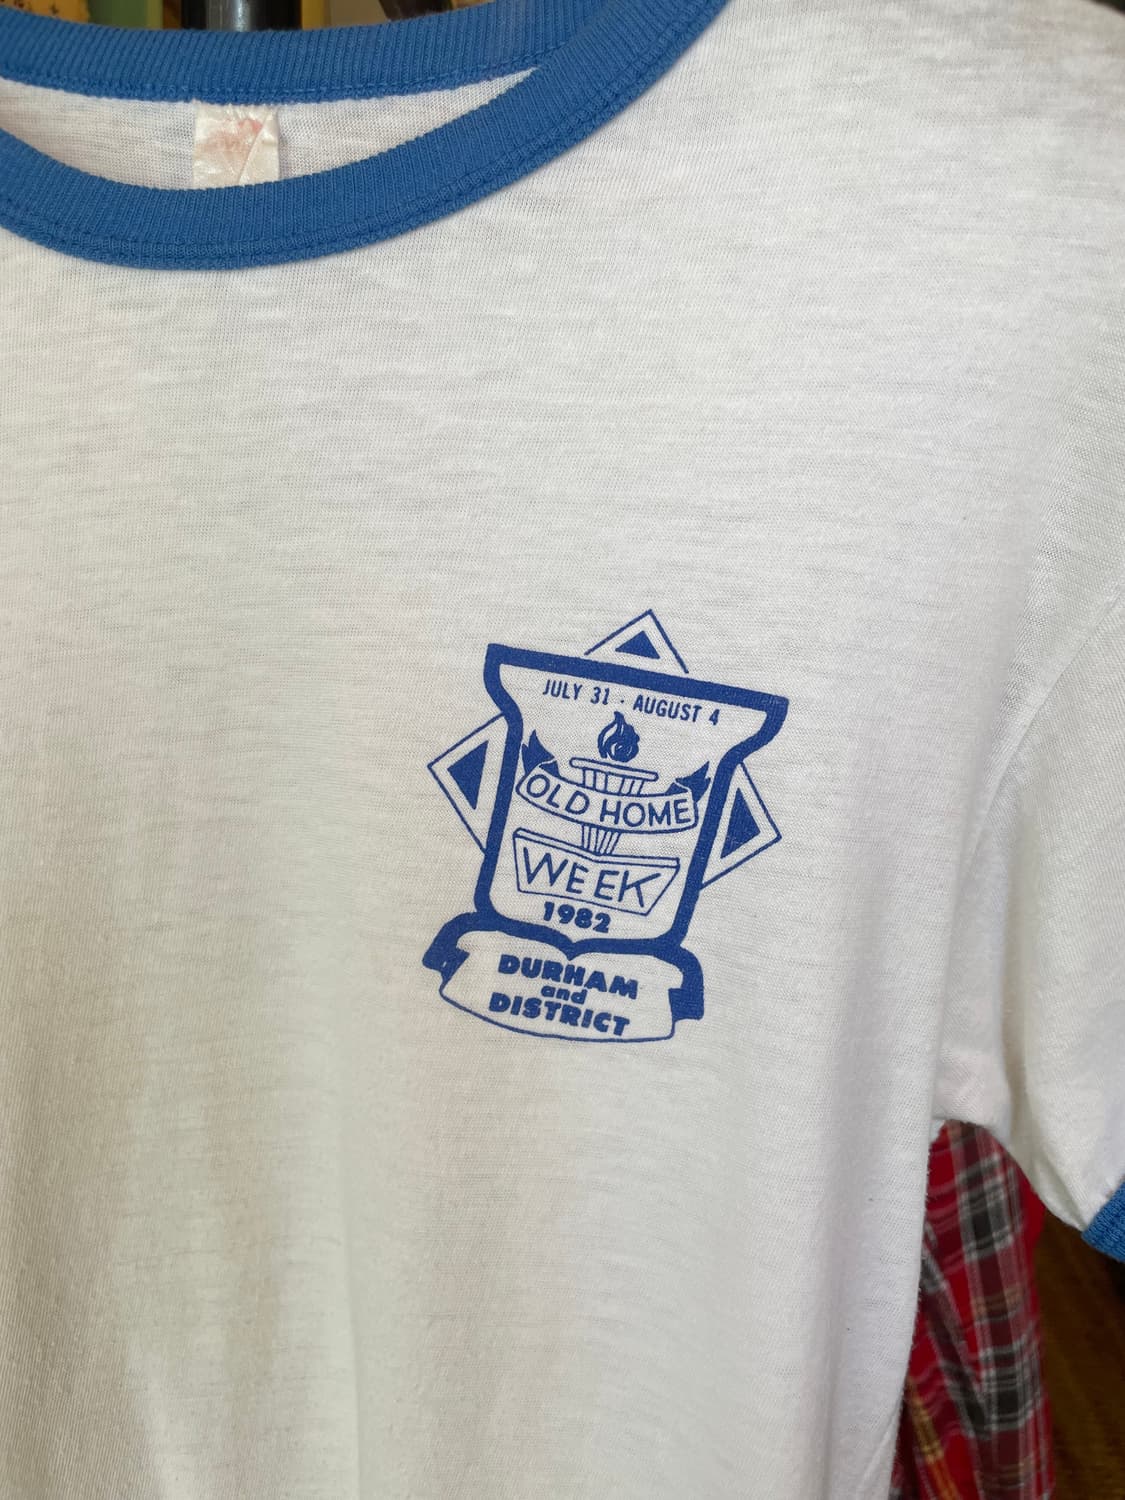 JULY 31 - AUGUST 4
OLD HOME
WEEK
1982
DURHAM
and
DISTRICT